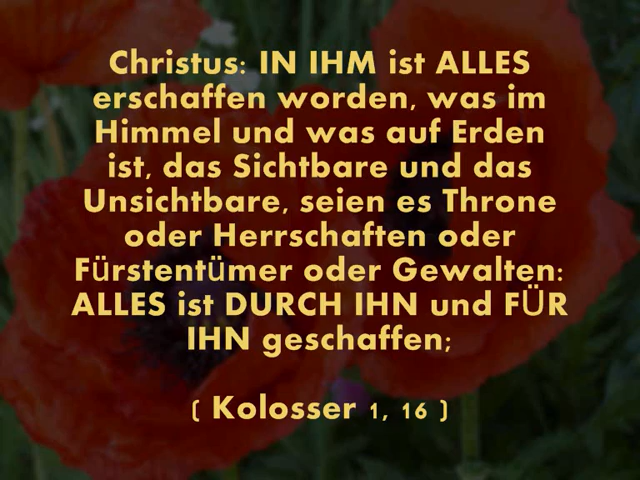 Christus: IN IHM ist ALLES
erschaffen worden, was im
Himmel und was auf Erden
ist, das Sichtbare und das
Unsichtbare, seien es Throne
oder Herrschaften oder
Fürstentümer oder Gewalten:
ALLES ist DURCH IHN und FÜR
IHN geschaffen;
( Kolosser 1, 16 )